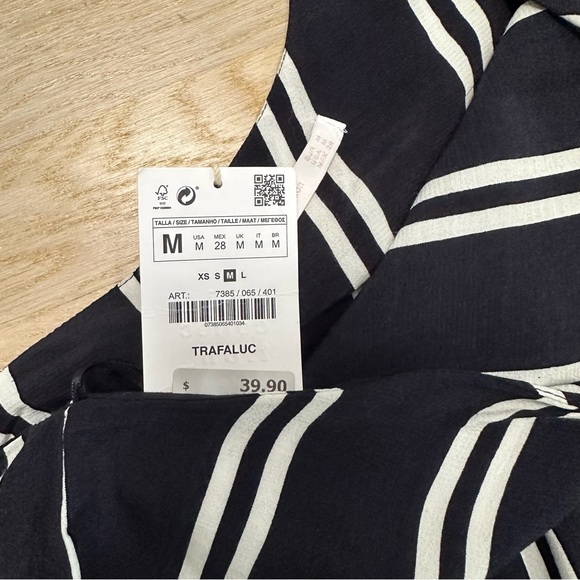 FSC
TALLA / SIZE / TAMANHO / TAILLE / MAAT / ΜΕΓΕΘΟΣ
M USA M MEX 28 UK M IT M BR M
XS S M L
ART.: 7385 / 065 / 401
07385065401034
TRAFALUC
$ 39.90